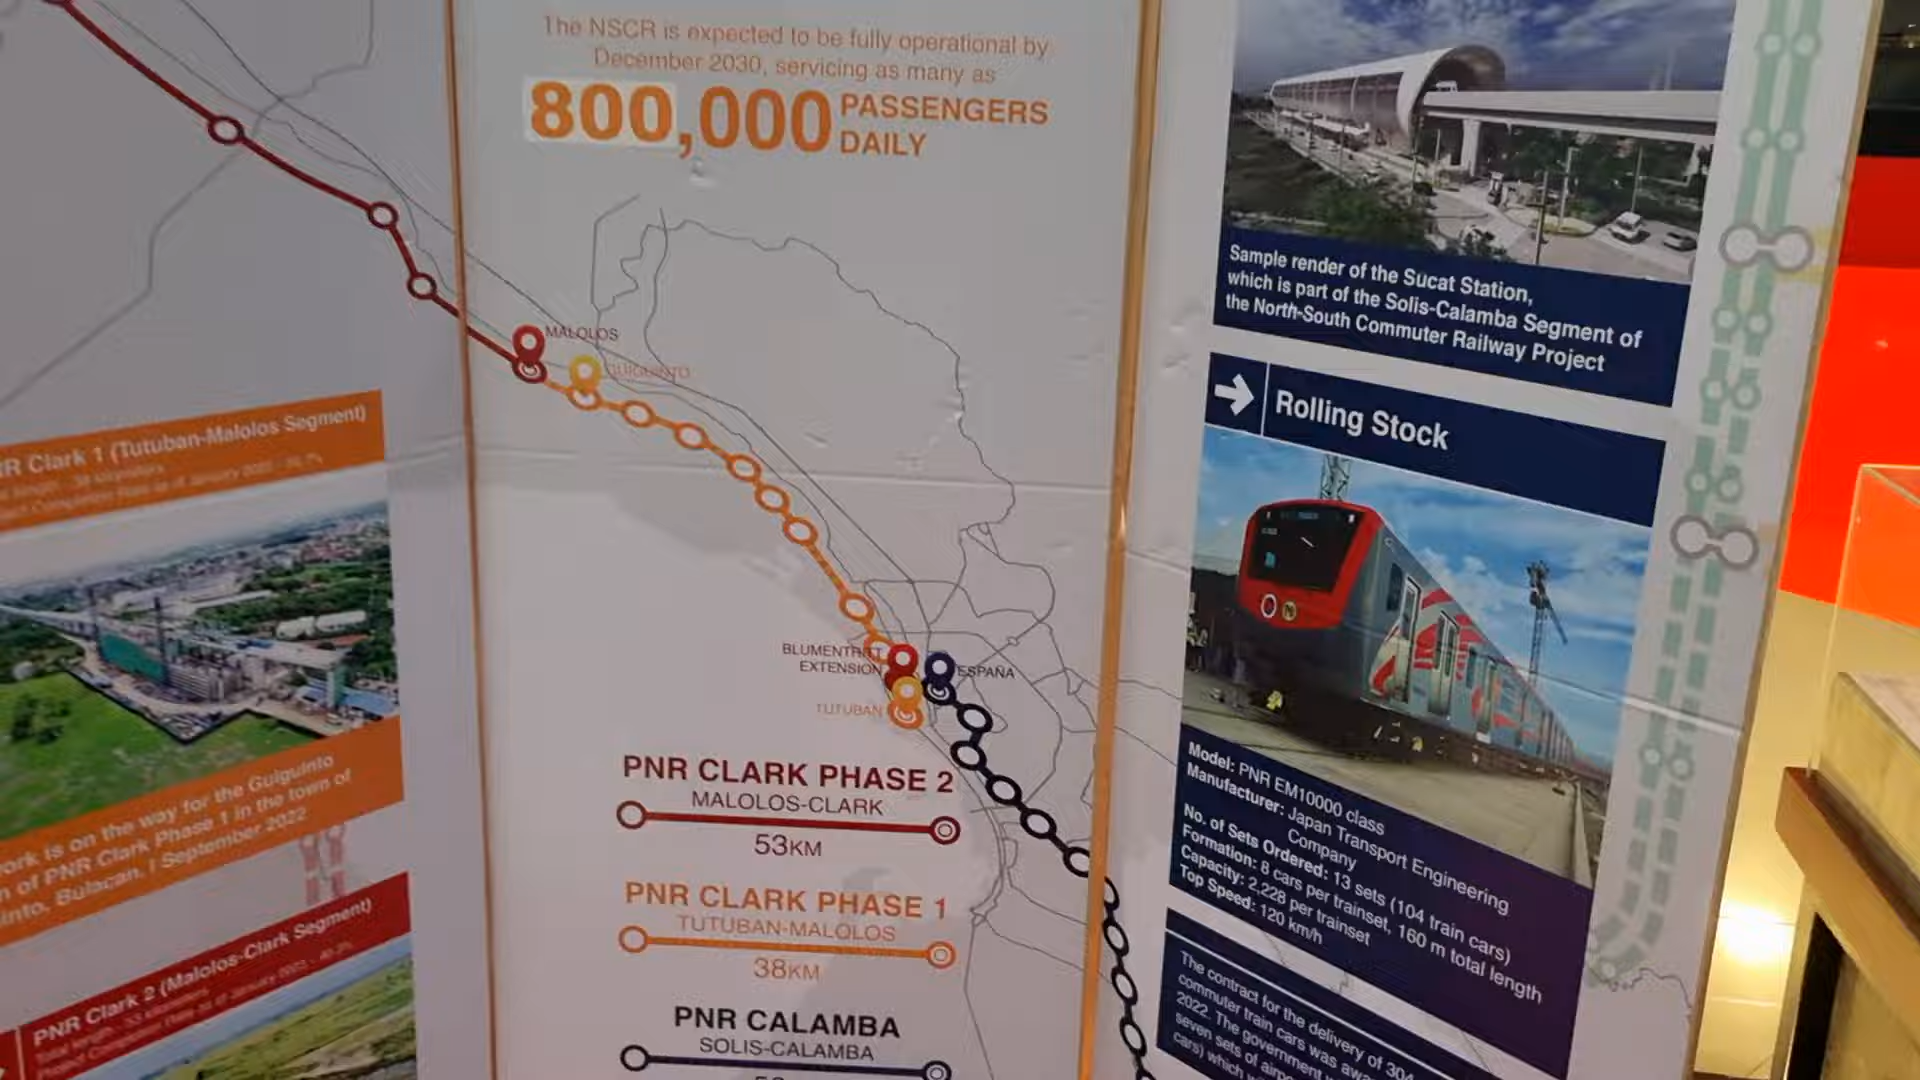 The NSCR is expected to be fully operational by
December 2030, servicing as many as
800,000 PASSENGERS
DAILY
MALOLOS
GUIGUINTO
BLUMENTRITT
EXTENSION
ESPAÑA
TUTUBAN
PNR CLARK PHASE 2
MALOLOS-CLARK
53KM
PNR CLARK PHASE 1
TUTUBAN-MALOLOS
38KM
PNR CALAMBA
SOLIS-CALAMBA
Clark 1 (Tutuban-Malolos Segment)
is on the way for the Guiguinto
of PNR Clark Phase 1 in the town of
Bulacan, 1 September 2022
PNR Clark 2 (Malolos-Clark Segment)
Sample render of the Sucat Station,
which is part of the Solis-Calamba Segment of
the North-South Commuter Railway Project
Rolling Stock
Model: PNR EM10000 class
Manufacturer: Japan Transport Engineering
Company
No. of Sets Ordered: 13 sets (104 train cars)
Formation: 8 cars per trainset, 160 m total length
Capacity: 2,228 per trainset
Top Speed: 120 km/h
The contract for the delivery of 304
commuter train cars was
2022. The government
seven sets of
cars)